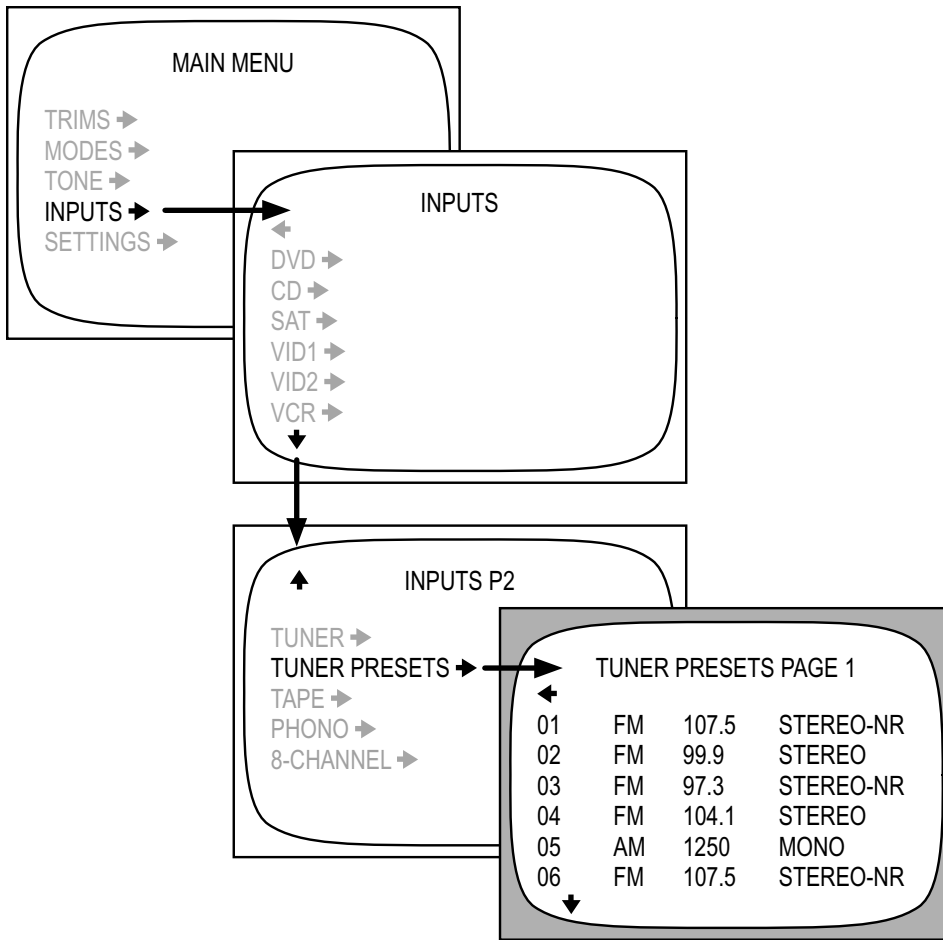 MAIN MENU
TRIMS
MODES
TONE
INPUTS
SETTINGS
INPUTS
DVD
CD
SAT
VID1
VID2
VCR
INPUTS P2
TUNER
TUNER PRESETS
TAPE
PHONO
8-CHANNEL
TUNER PRESETS PAGE 1
01 FM 107.5 STEREO-NR
02 FM 99.9 STEREO
03 FM 97.3 STEREO-NR
04 FM 104.1 STEREO
05 AM 1250 MONO
06 FM 107.5 STEREO-NR